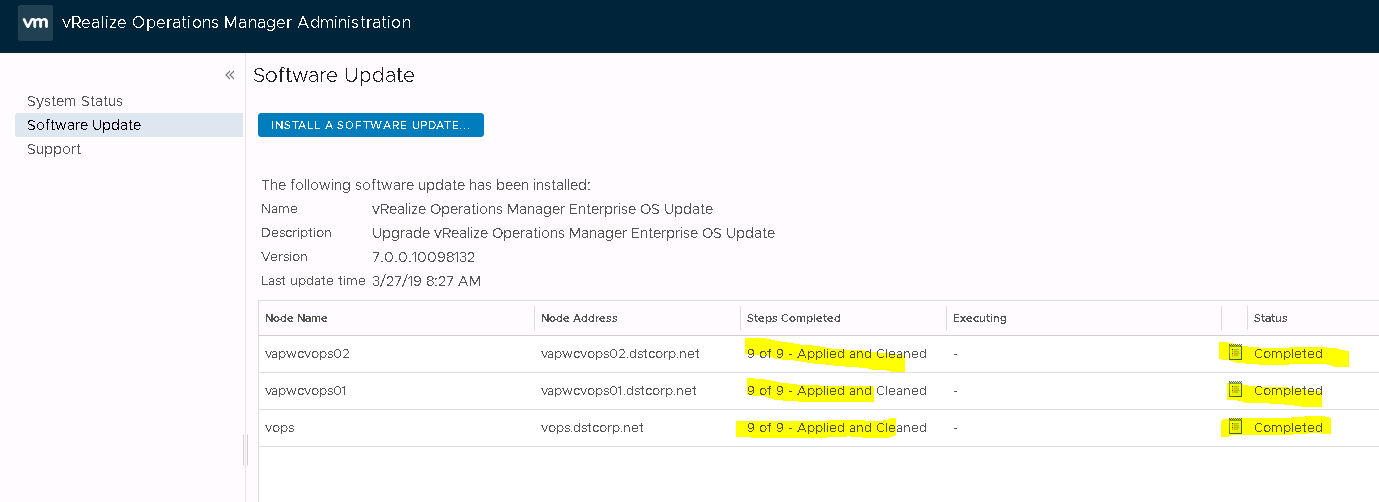 vm vRealize Operations Manager Administration
« Software Update
System Status
Software Update
Support
INSTALL A SOFTWARE UPDATE...
The following software update has been installed:
Name vRealize Operations Manager Enterprise OS Update
Description Upgrade vRealize Operations Manager Enterprise OS Update
Version 7.0.0.10098132
Last update time 3/27/19 8:27 AM
Node Name Node Address Steps Completed Executing Status
vapwcvops02 vapwcvops02.dstcorp.net 9 of 9 - Applied and Cleaned - Completed
vapwcvops01 vapwcvops01.dstcorp.net 9 of 9 - Applied and Cleaned - Completed
vops vops.dstcorp.net 9 of 9 - Applied and Cleaned - Completed